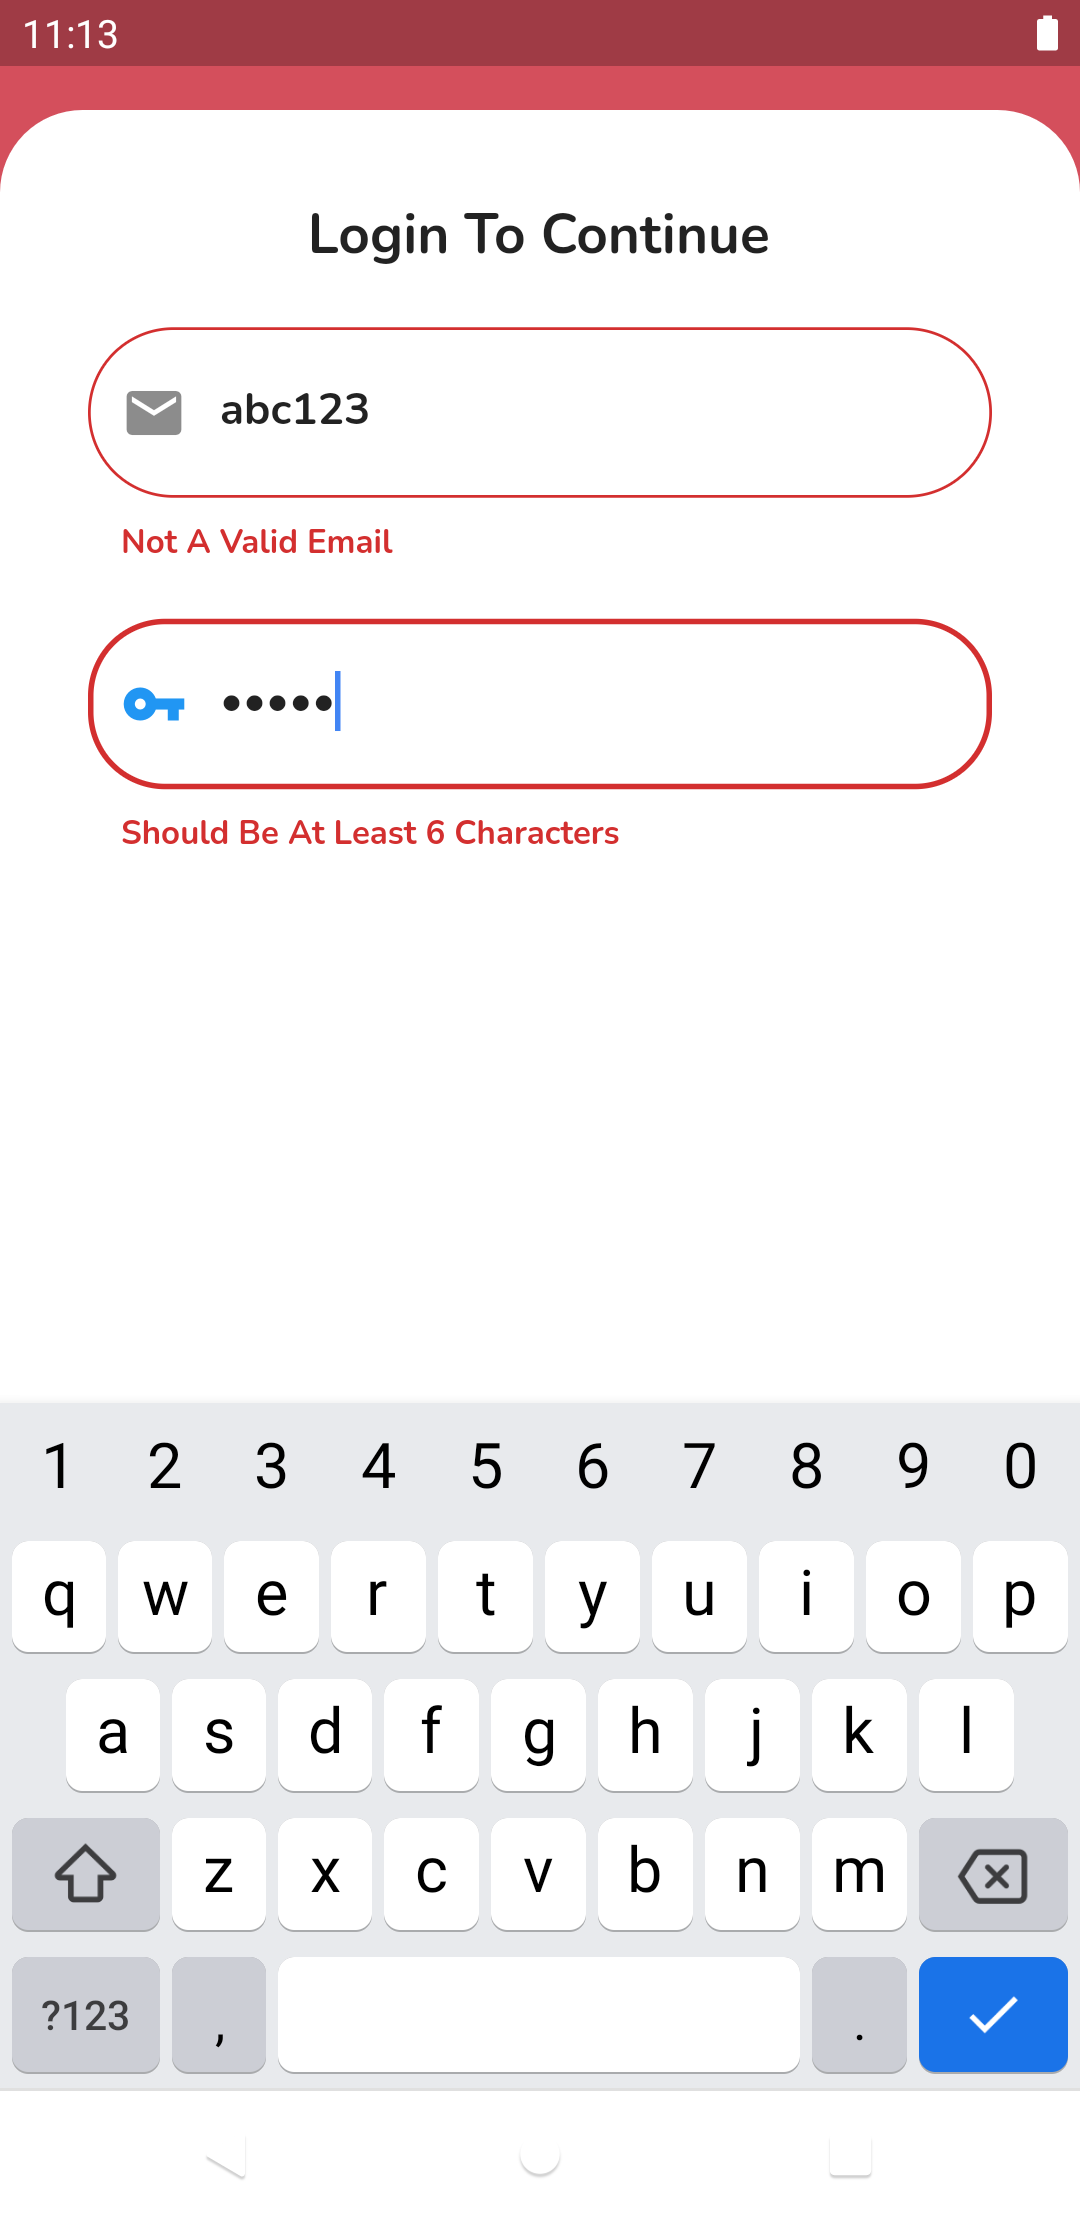 11:13
Login To Continue
abc123
Not A Valid Email
•••••
Should Be At Least 6 Characters
1 2 3 4 5 6 7 8 9 0
q w e r t y u i o p
a s d f g h j k l
z x c v b n m
?123 , .